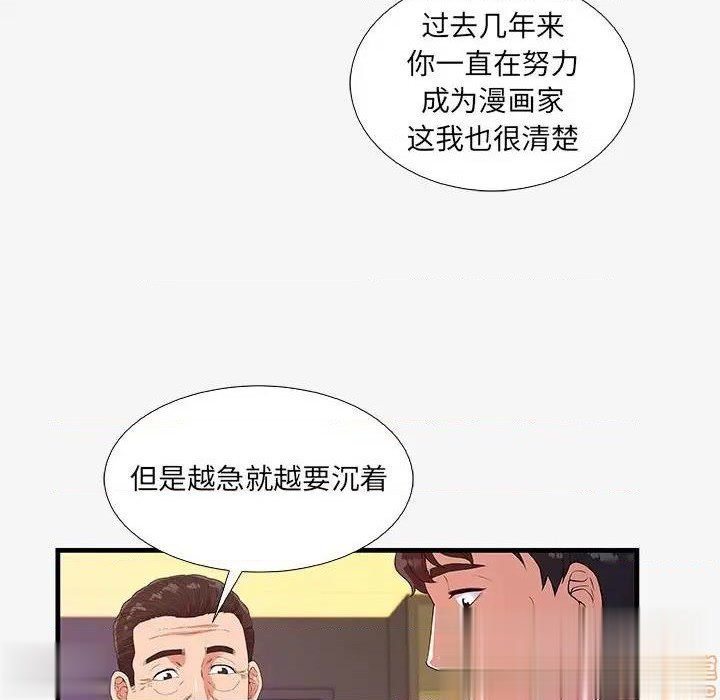 过去几年来
你一直在努力
成为漫画家
这我也很清楚
但是越急就越要沉着